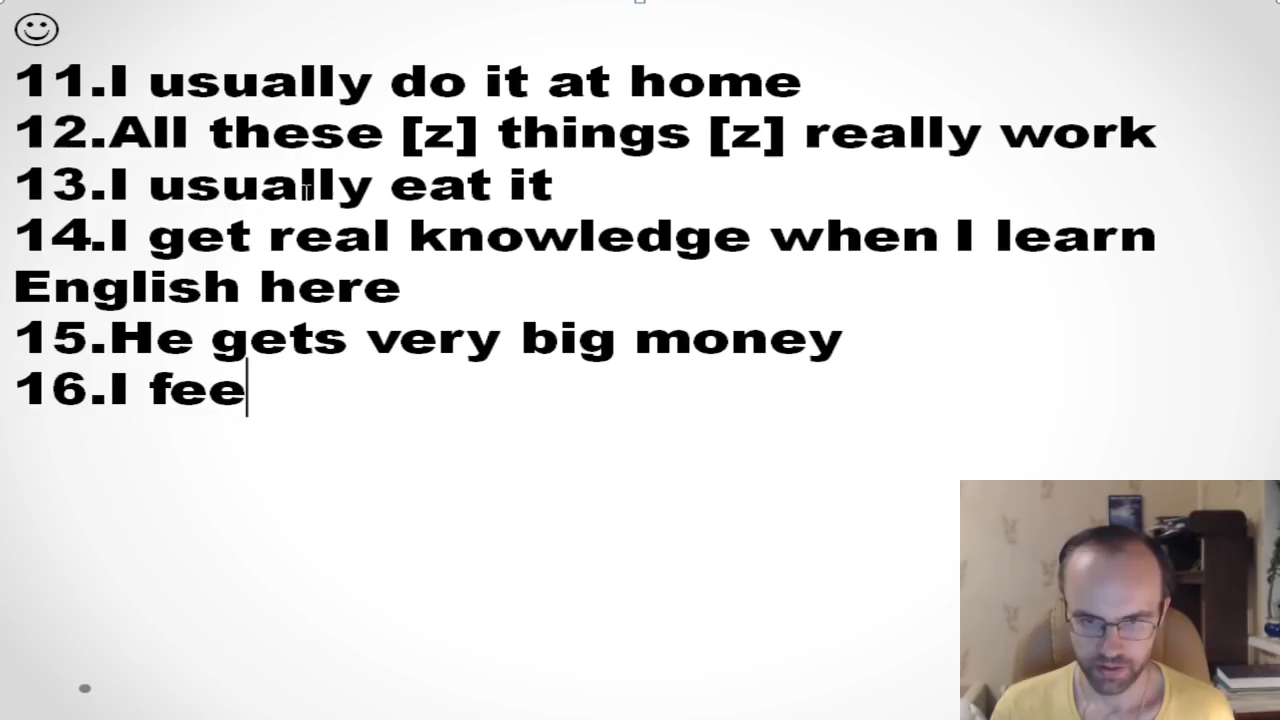 11.I usually do it at home
12.All these [z] things [z] really work
13.I usually eat it
14.I get real knowledge when I learn
English here
15.He gets very big money
16.I fee